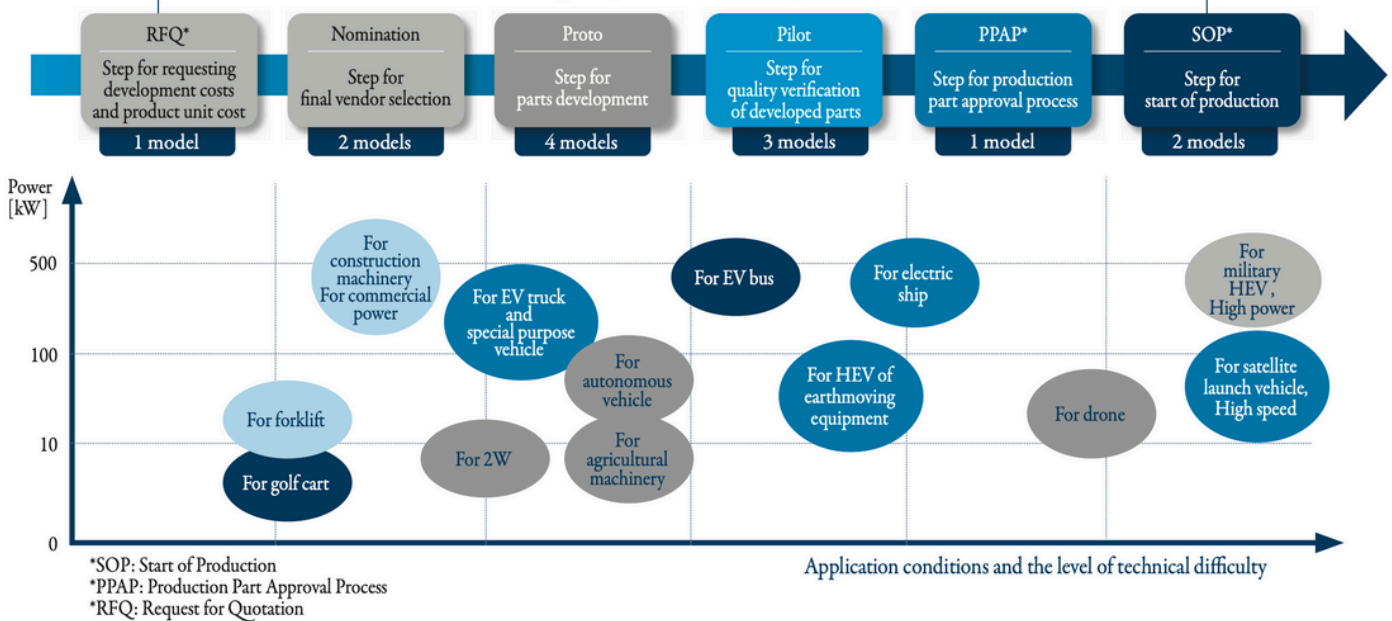 RFQ*
Step for requesting
development costs
and product unit cost
1 model
Nomination
Step for
final vendor selection
2 models
Proto
Step for
parts development
4 models
Pilot
Step for
quality verification
of developed parts
3 models
PPAP*
Step for production
part approval process
1 model
SOP*
Step for
start of production
2 models
Power
[kW]
500
100
10
0
For
construction
machinery
For commercial
power
For EV truck
and
special purpose
vehicle
For EV bus
For electric
ship
For
military
HEV ,
High power
For
autonomous
vehicle
For HEV of
earthmoving
equipment
For satellite
launch vehicle,
High speed
For forklift
For drone
For golf cart
For 2W
For
agricultural
machinery
*SOP: Start of Production
*PPAP: Production Part Approval Process
*RFQ: Request for Quotation
Application conditions and the level of technical difficulty